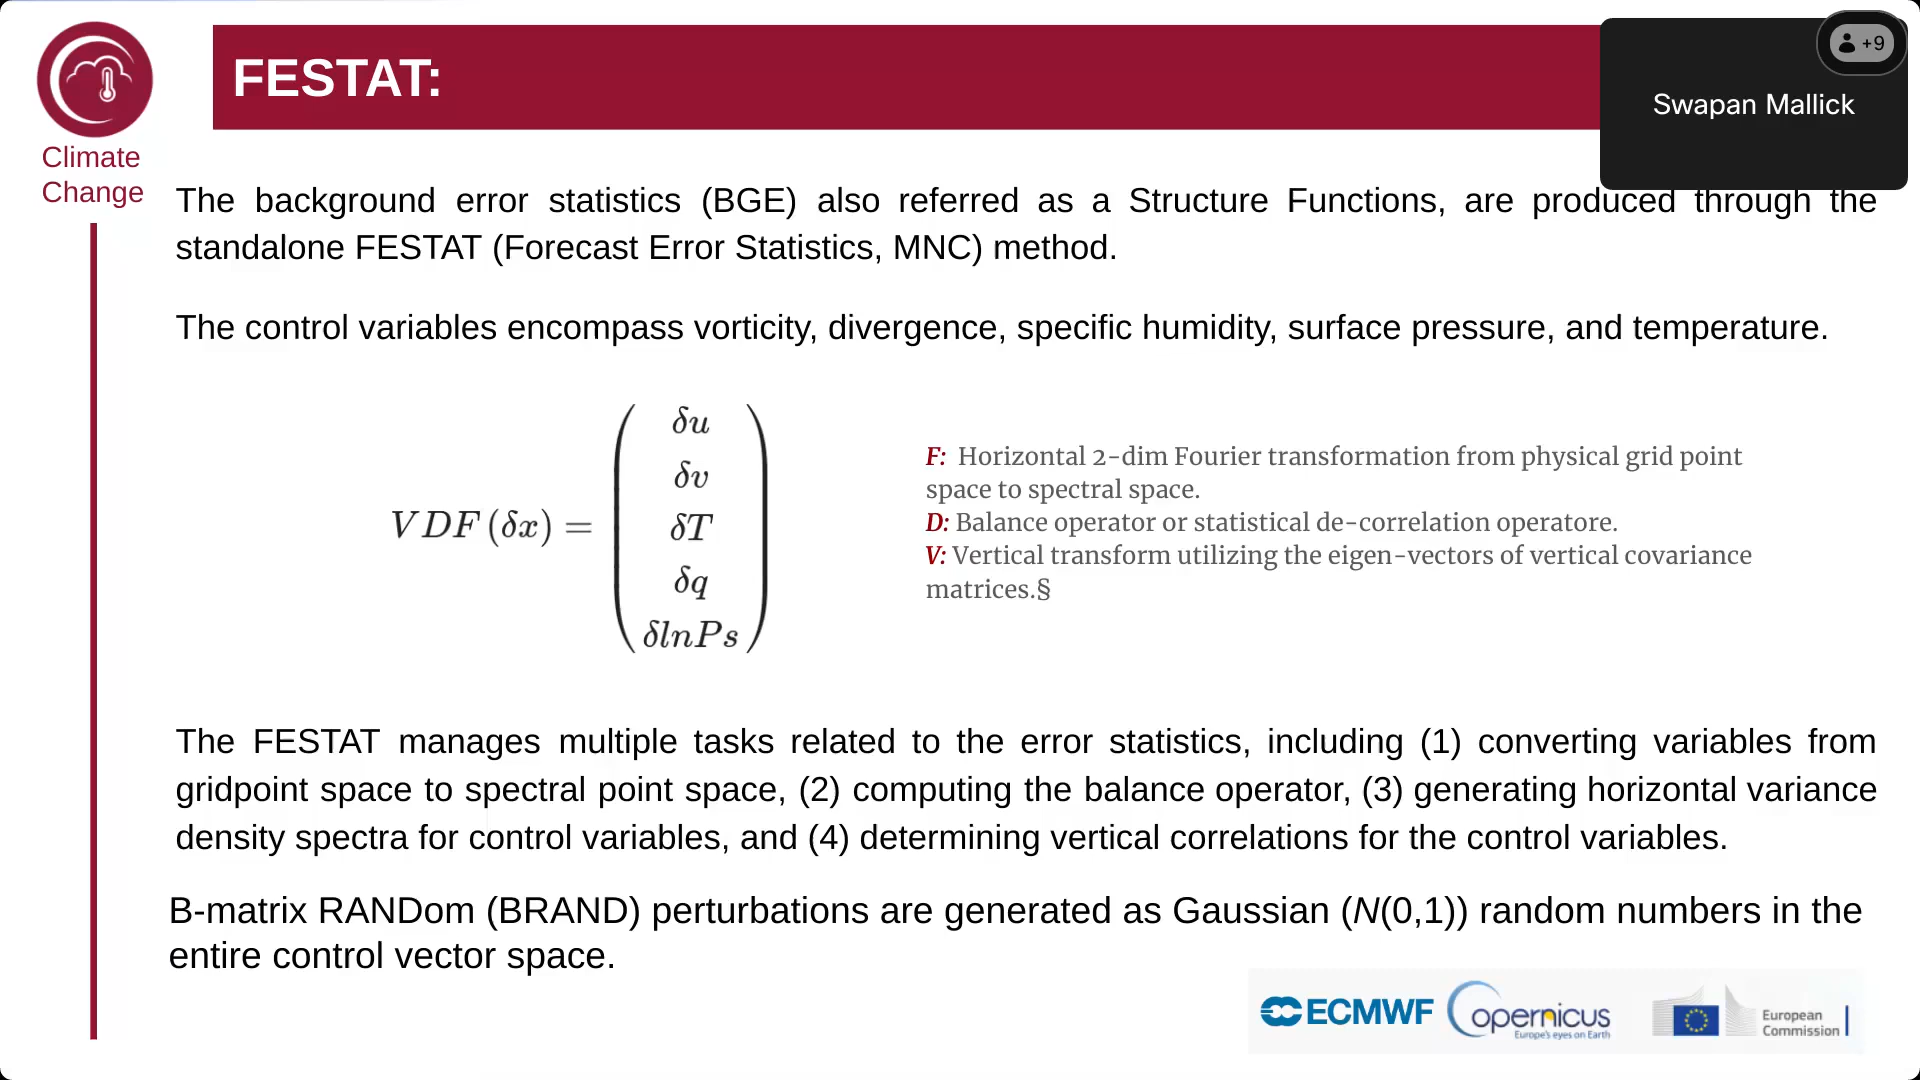 FESTAT:
+9
Swapan Mallick
Climate
Change
The background error statistics (BGE) also referred as a Structure Functions, are produced through the
standalone FESTAT (Forecast Error Statistics, MNC) method.
The control variables encompass vorticity, divergence, specific humidity, surface pressure, and temperature.
δu
δv
VDF(δx) = δT
δq
δlnPs
F: Horizontal 2-dim Fourier transformation from physical grid point
space to spectral space.
D: Balance operator or statistical de-correlation operatore.
V: Vertical transform utilizing the eigen-vectors of vertical covariance
matrices.§
The FESTAT manages multiple tasks related to the error statistics, including (1) converting variables from
gridpoint space to spectral point space, (2) computing the balance operator, (3) generating horizontal variance
density spectra for control variables, and (4) determining vertical correlations for the control variables.
B-matrix RANDom (BRAND) perturbations are generated as Gaussian (N(0,1)) random numbers in the
entire control vector space.
ECMWF
opernicus
Europe's eyes on Earth
European
Commission